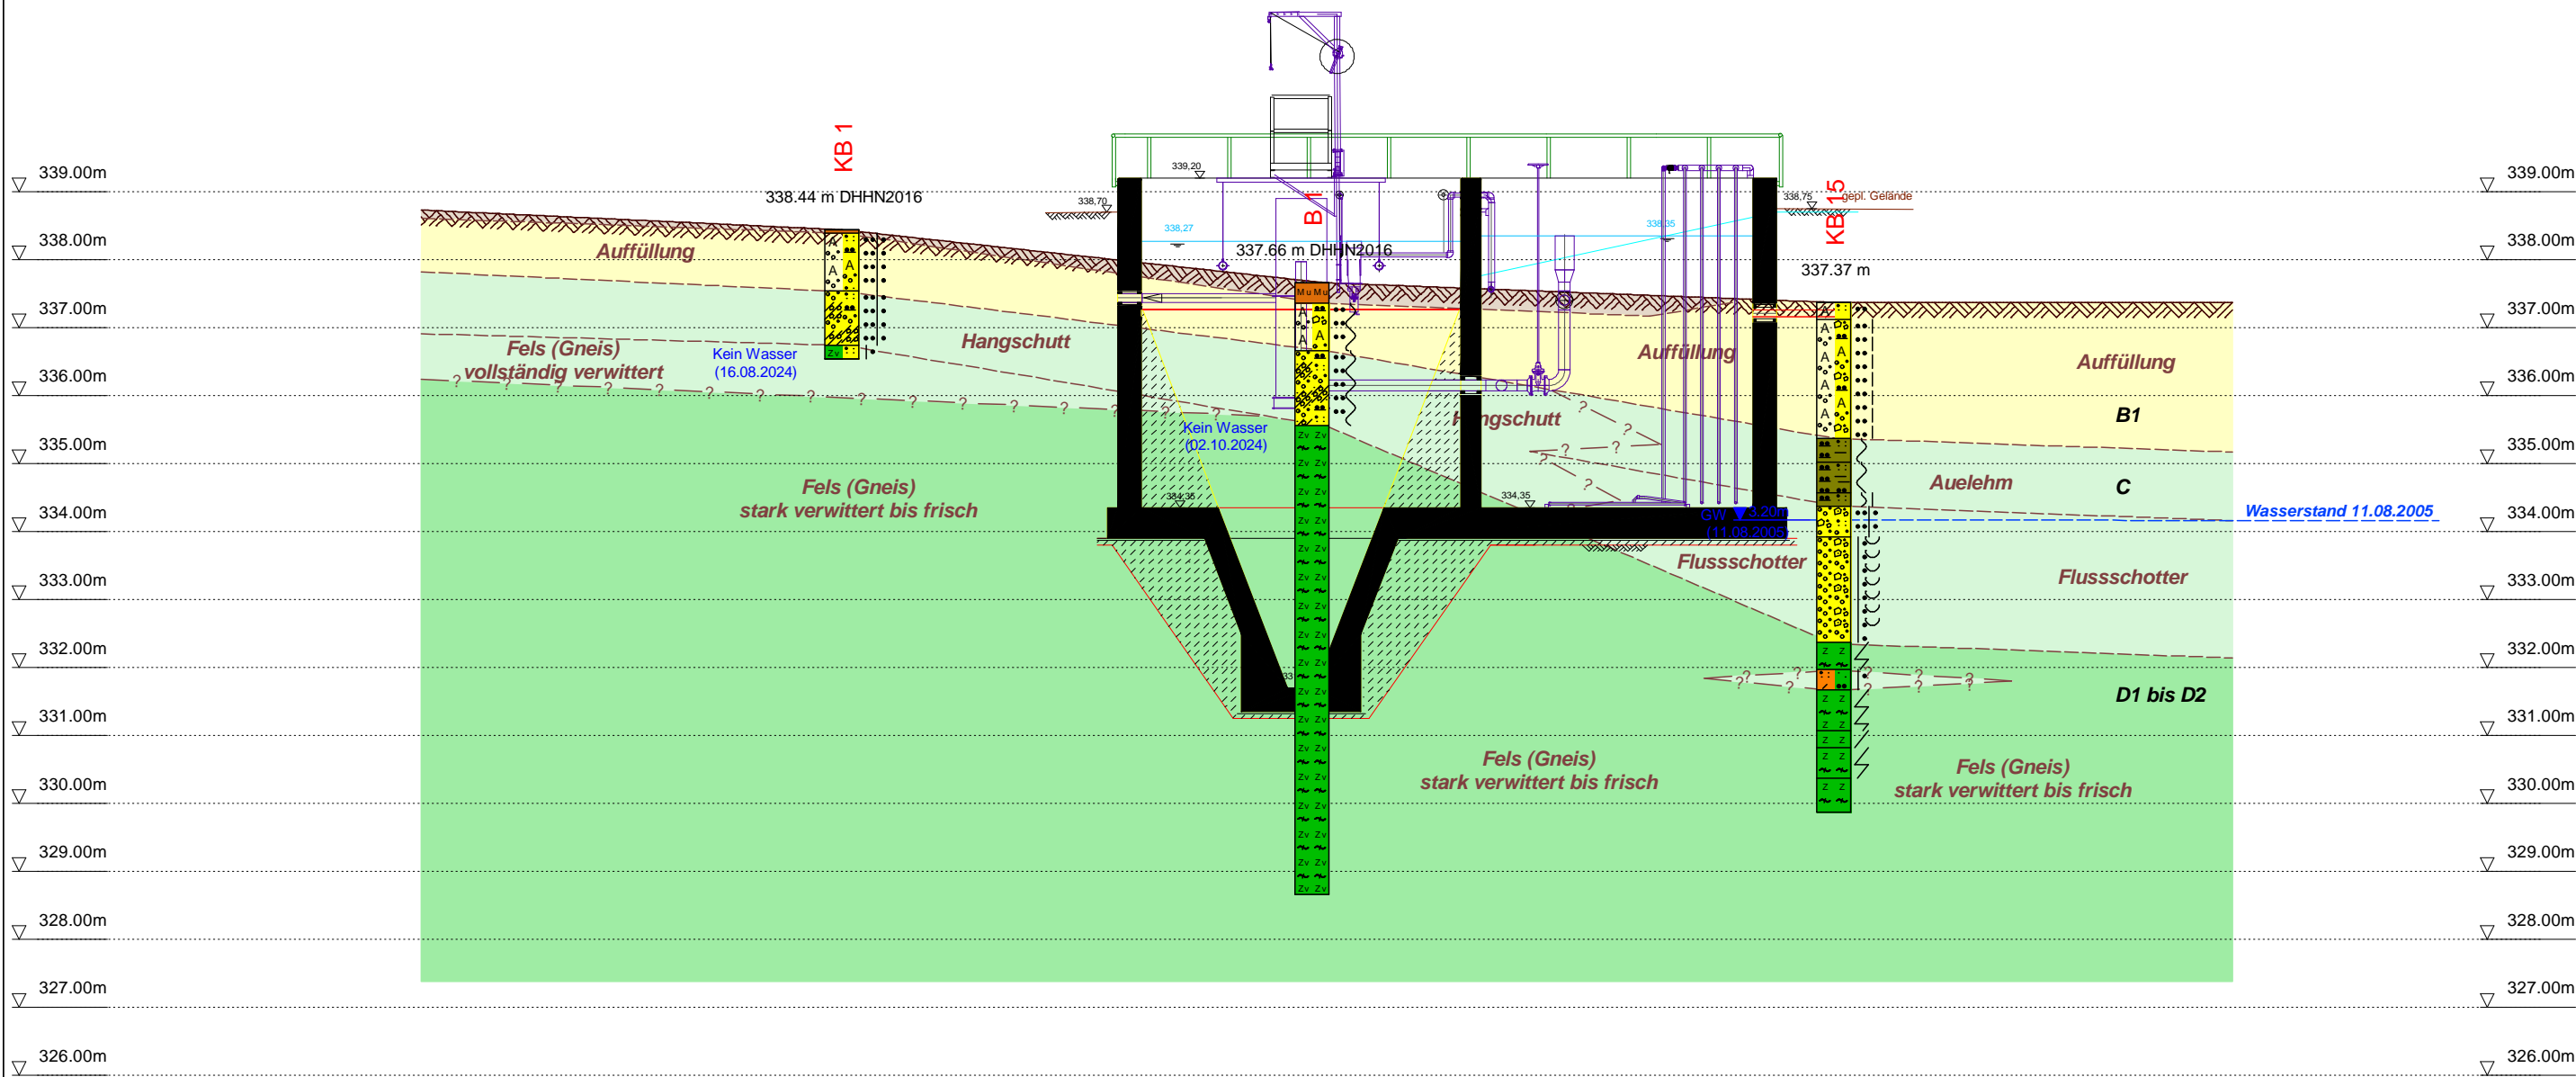 KB 1
338.44 m DHHN2016
B 1
337.66 m DHHN2016
KB 15
337.37 m
339.00m
338.00m
337.00m
336.00m
335.00m
334.00m
333.00m
332.00m
331.00m
330.00m
329.00m
328.00m
327.00m
326.00m
339.00m
338.00m
337.00m
336.00m
335.00m
334.00m
333.00m
332.00m
331.00m
330.00m
329.00m
328.00m
327.00m
326.00m
339,20
338,70
338,27
338,35
338,75
gepl. Gelände
Auffüllung
Hangschutt
Fels (Gneis)
vollständig verwittert
Kein Wasser
(16.08.2024)
Fels (Gneis)
stark verwittert bis frisch
Kein Wasser
(02.10.2024)
334,35
334,35
Auffüllung
Hangschutt
GW 3.20m
(11.08.2005)
Flussschotter
Auffüllung
B1
Auelehm
C
Wasserstand 11.08.2005
Flussschotter
D1 bis D2
Fels (Gneis)
stark verwittert bis frisch
Fels (Gneis)
stark verwittert bis frisch